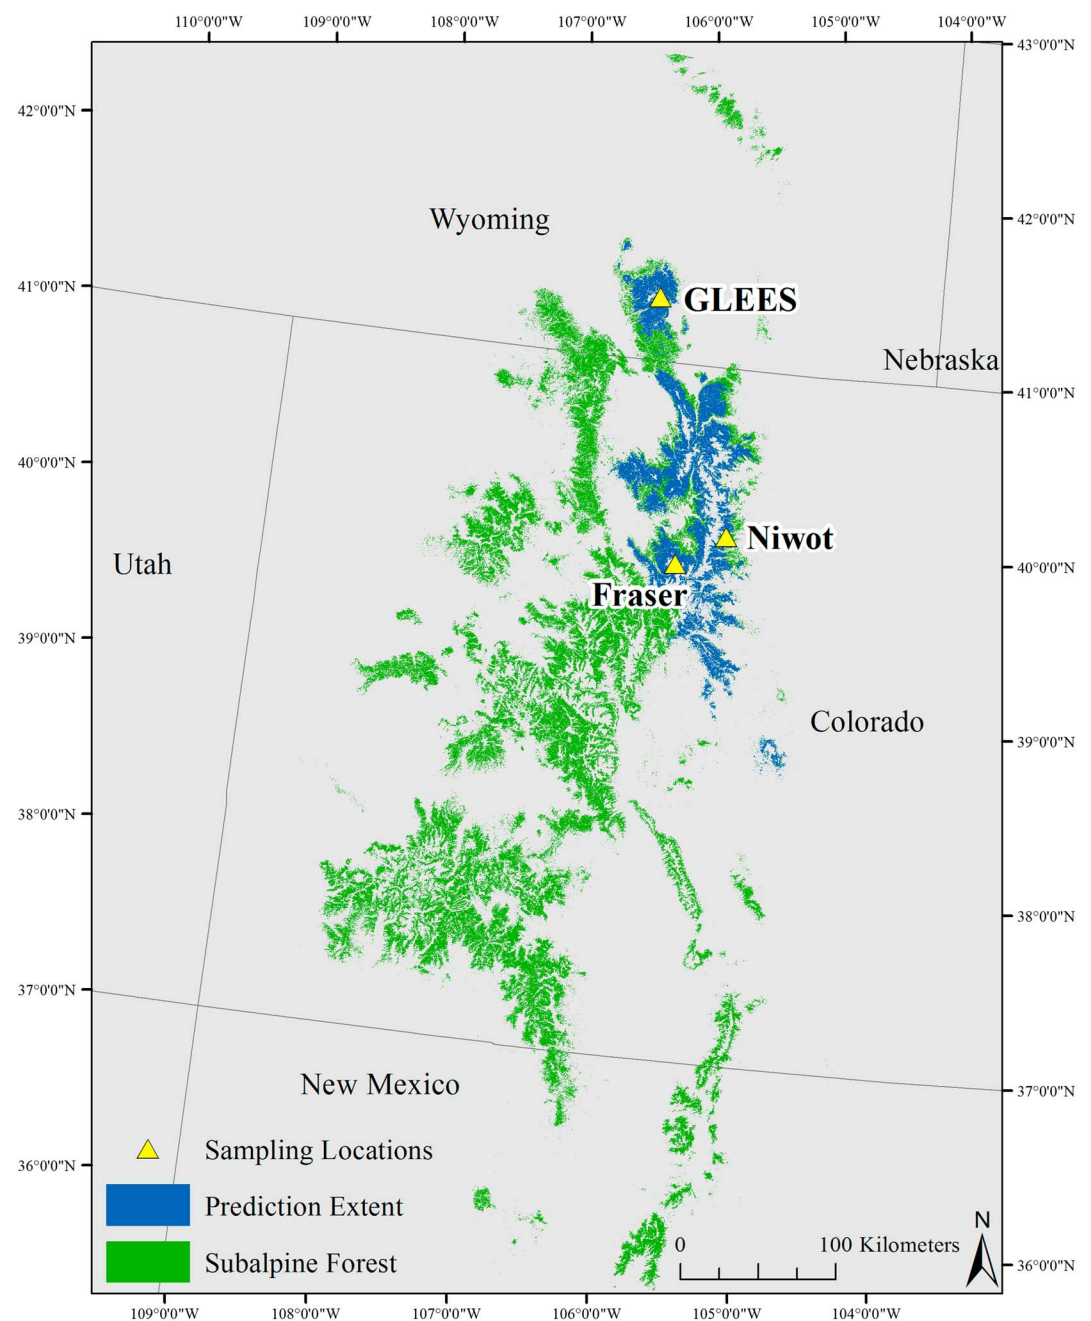 110°0'0"W 109°0'0"W 108°0'0"W 107°0'0"W 106°0'0"W 105°0'0"W 104°0'0"W
43°0'0"N
42°0'0"N
Wyoming
42°0'0"N
41°0'0"N
GLEES
Nebraska
41°0'0"N
40°0'0"N
Niwot
Utah
40°0'0"N
Fraser
39°0'0"N
Colorado
39°0'0"N
38°0'0"N
38°0'0"N
37°0'0"N
New Mexico
37°0'0"N
Sampling Locations
36°0'0"N
Prediction Extent
N
0 100 Kilometers
Subalpine Forest
36°0'0"N
109°0'0"W 108°0'0"W 107°0'0"W 106°0'0"W 105°0'0"W 104°0'0"W